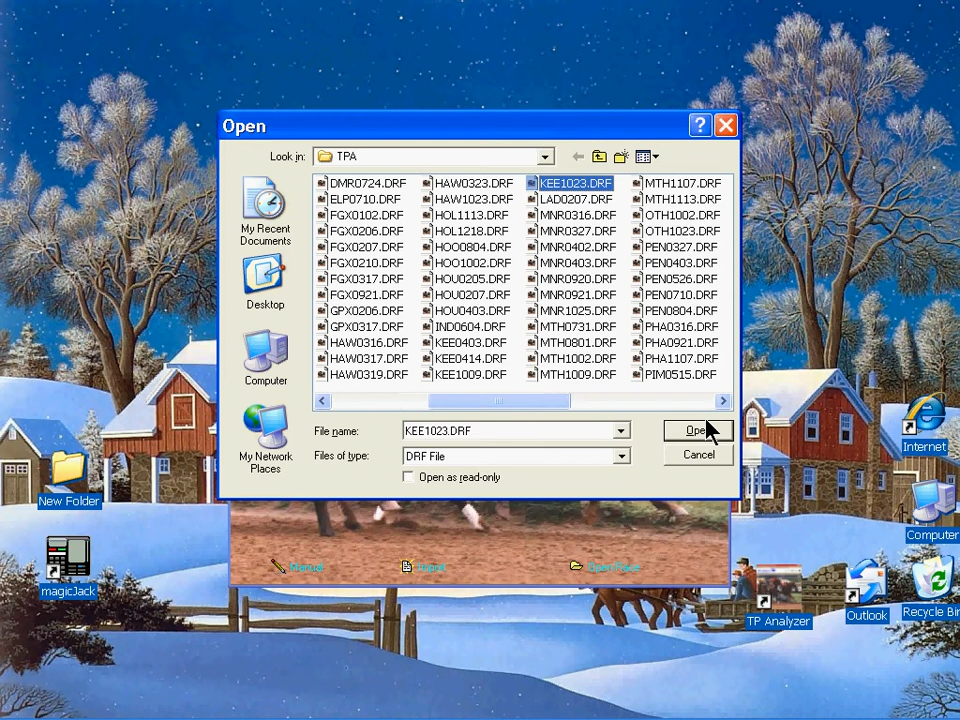 Open
Look in: TPA
DMR0724.DRF HAW0323.DRF KEE1023.DRF MTH1107.DRF
ELP0710.DRF HAW1023.DRF LAD0207.DRF MTH1113.DRF
FGX0102.DRF HOL1113.DRF MNR0316.DRF OTH1002.DRF
FGX0206.DRF HOL1218.DRF MNR0327.DRF OTH1023.DRF
FGX0207.DRF HOO0804.DRF MNR0402.DRF PEN0327.DRF
FGX0210.DRF HOO1002.DRF MNR0403.DRF PEN0403.DRF
FGX0317.DRF HOU0205.DRF MNR0920.DRF PEN0526.DRF
FGX0921.DRF HOU0207.DRF MNR0921.DRF PEN0710.DRF
GPX0206.DRF HOU0403.DRF MNR1025.DRF PEN0804.DRF
GPX0317.DRF IND0604.DRF MTH0731.DRF PHA0316.DRF
HAW0316.DRF KEE0403.DRF MTH0801.DRF PHA0921.DRF
HAW0317.DRF KEE0414.DRF MTH1002.DRF PHA1107.DRF
HAW0319.DRF KEE1009.DRF MTH1009.DRF PIM0515.DRF
My Recent
Documents
Desktop
Computer
My Network
Places
File name: KEE1023.DRF
Files of type: DRF File
Open as read-only
Cancel
New Folder
magicJack
Internet
Computer
TP Analyzer
Outlook
Recycle Bin